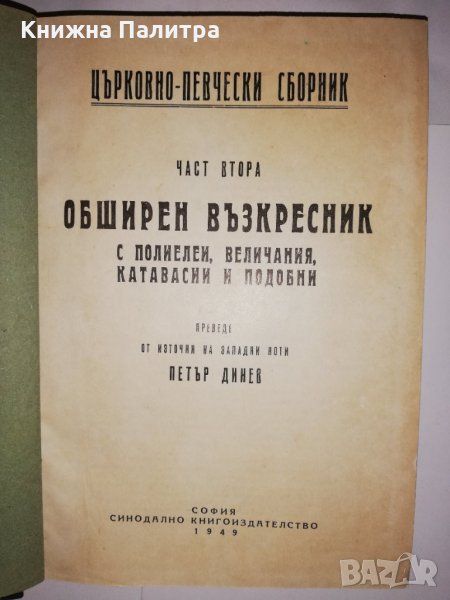 Книжна Палитра
ЦЪРКОВНО-ПЕВЧЕСКИ СБОРНИК
ЧАСТ ВТОРА
ОБШИРЕН ВЪЗКРЕСНИК
С ПОЛИЕЛЕИ, ВЕЛИЧАНИЯ,
КАТАВАСИИ И ПОДОБНИ
ПРЕВЕДЕ
ОТ ИЗТОЧНИ НА ЗАПАДНИ НОТИ
ПЕТЪР ДИНЕВ
СОФИЯ
СИНОДАЛНО КНИГОИЗДАТЕЛСТВО
1949
BAZAR